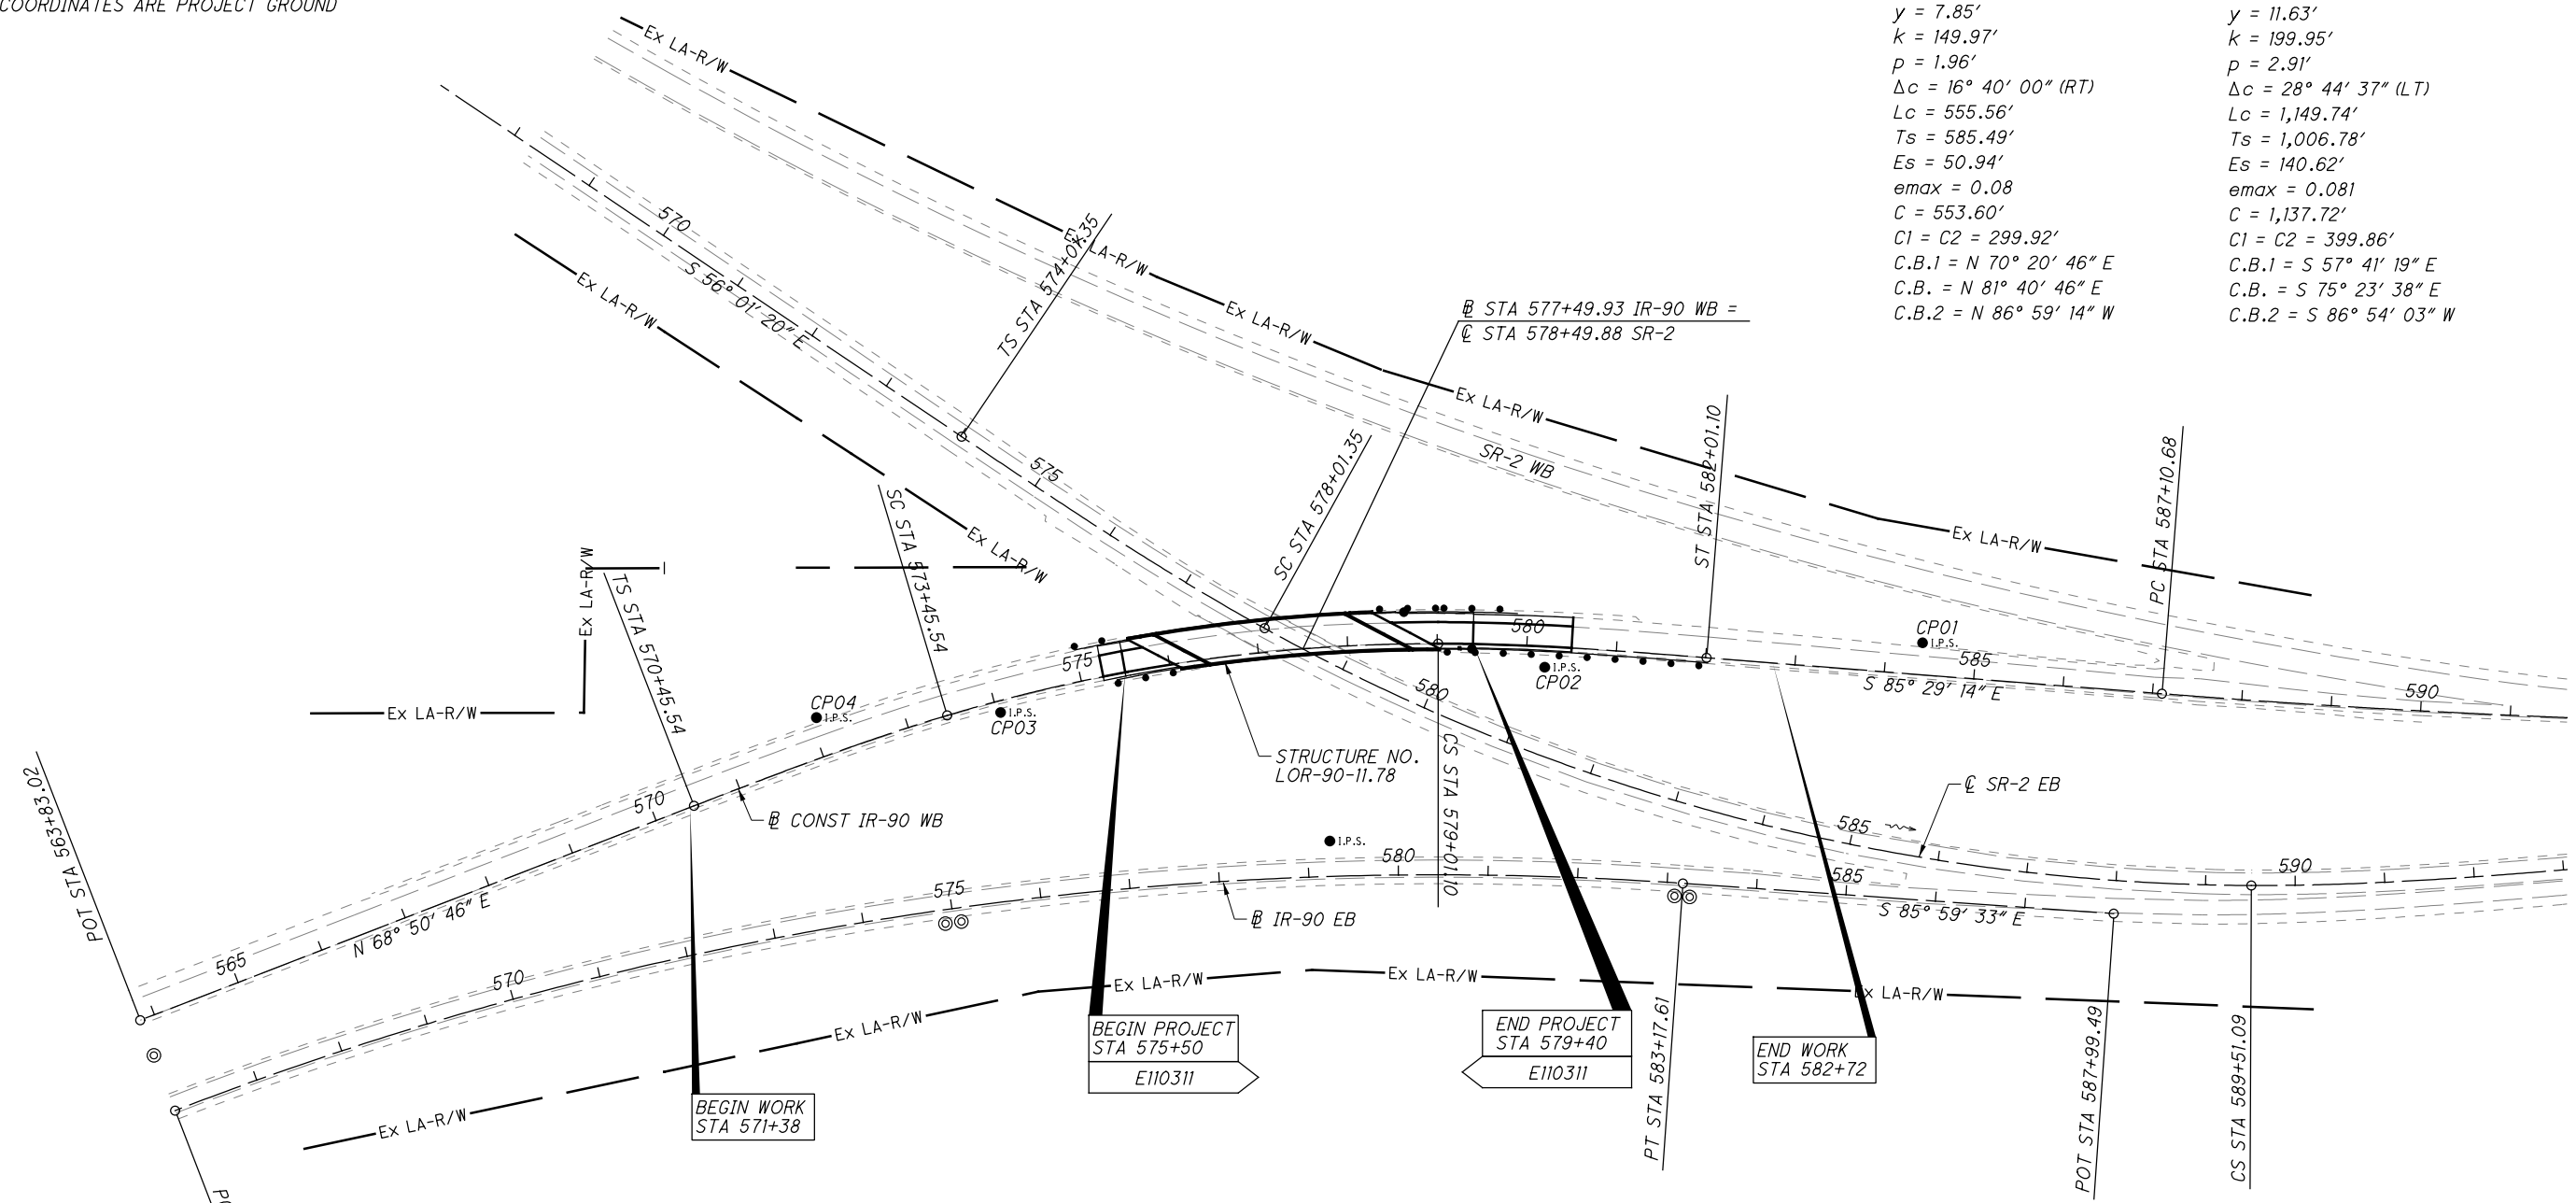 COORDINATES ARE PROJECT GROUND
y = 7.85'
k = 149.97'
p = 1.96'
Δc = 16° 40' 00" (RT)
Lc = 555.56'
Ts = 585.49'
Es = 50.94'
emax = 0.08
C = 553.60'
C1 = C2 = 299.92'
C.B.1 = N 70° 20' 46" E
C.B. = N 81° 40' 46" E
C.B.2 = N 86° 59' 14" W
y = 11.63'
k = 199.95'
p = 2.91'
Δc = 28° 44' 37" (LT)
Lc = 1,149.74'
Ts = 1,006.78'
Es = 140.62'
emax = 0.081
C = 1,137.72'
C1 = C2 = 399.86'
C.B.1 = S 57° 41' 19" E
C.B. = S 75° 23' 38" E
C.B.2 = S 86° 54' 03" W
Ex LA-R/W
Ex LA-R/W
Ex LA-R/W
Ex LA-R/W
Ex LA-R/W
570
S 56° 01' 20" E
Ex LA-R/W
TS STA 574+01.35
575
Ex LA-R/W
℄ STA 577+49.93 IR-90 WB =
℄ STA 578+49.88 SR-2
SR-2 WB
SC STA 578+01.35
ST STA 582+01.10
PC STA 587+10.68
SC STA 573+45.54
TS STA 570+45.54
Ex LA-R/W
Ex LA-R/W
POT STA 563+83.02
CP04
I.P.S.
I.P.S.
CP03
575
580
I.P.S.
CP02
CP01
I.P.S.
585
S 85° 29' 14" E
590
580
STRUCTURE NO.
LOR-90-11.78
CS STA 579+01.10
570
℄ CONST IR-90 WB
565
N 68° 50' 46" E
I.P.S.
585
℄ SR-2 EB
590
570
575
580
585
℄ IR-90 EB
S 85° 59' 33" E
Ex LA-R/W
Ex LA-R/W
Ex LA-R/W
Ex LA-R/W
Ex LA-R/W
BEGIN WORK
STA 571+38
BEGIN PROJECT
STA 575+50
E110311
END PROJECT
STA 579+40
E110311
END WORK
STA 582+72
PT STA 583+17.61
POT STA 587+99.49
CS STA 589+51.09